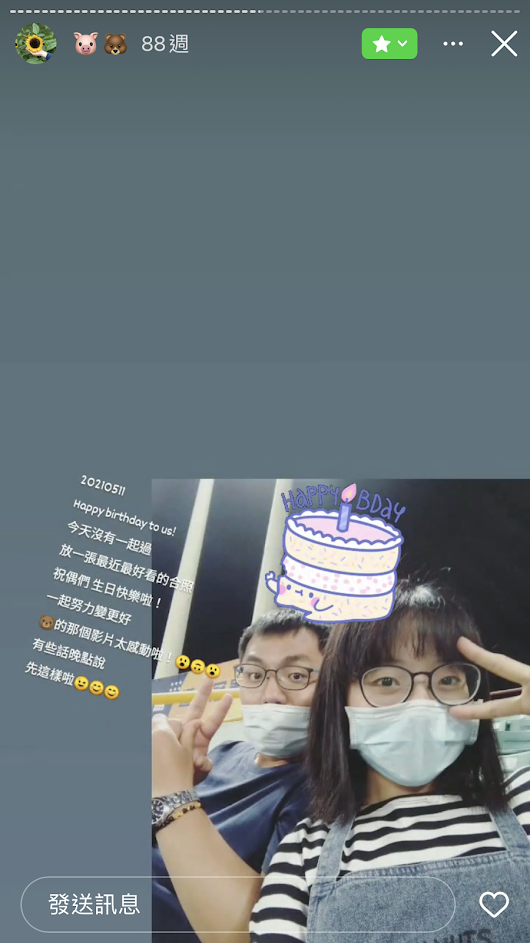 🐷🐻 88 週
20210511
Happy birthday to us!
今天沒有一起過
放一張最近最好看的合照
祝偶們 生日快樂啦！
一起努力變更好
🐻的那個影片太感動啦！😮🙃😮
有些話晚點說
先這樣啦😉😊😊
HAPPY BDAY
發送訊息